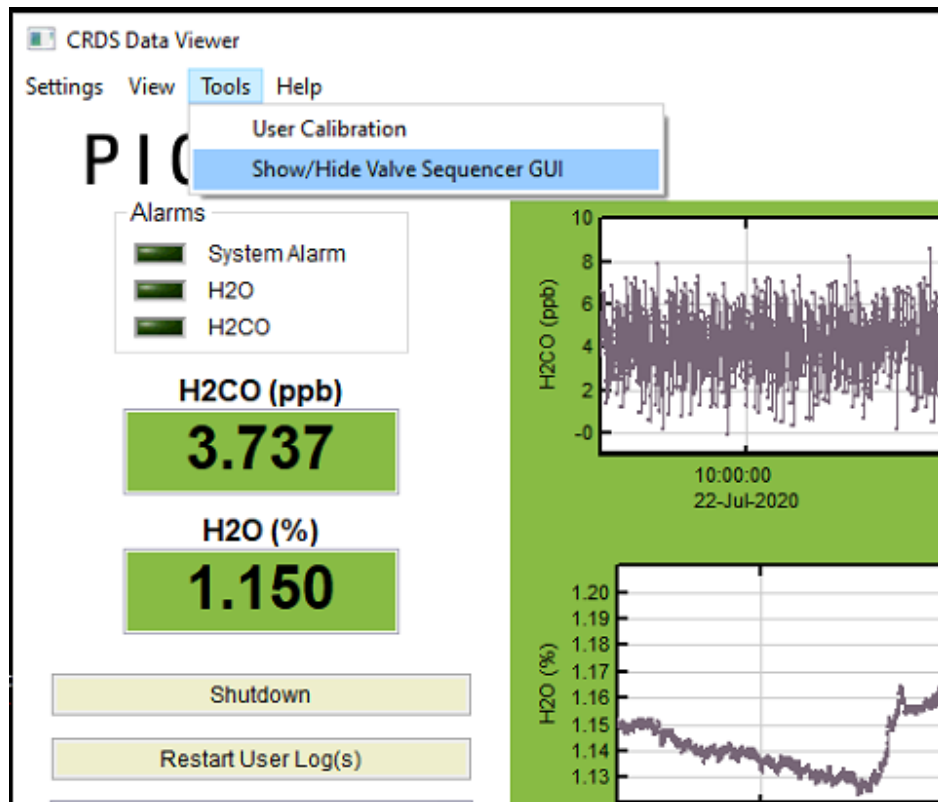 CRDS Data Viewer
Settings View Tools Help
User Calibration
Show/Hide Valve Sequencer GUI
Alarms
System Alarm
H2O
H2CO
H2CO (ppb)
3.737
H2O (%)
1.150
Shutdown
Restart User Log(s)
H2CO (ppb)
10
8
6
4
2
-0
10:00:00
22-Jul-2020
H2O (%)
1.20
1.19
1.18
1.17
1.16
1.15
1.14
1.13